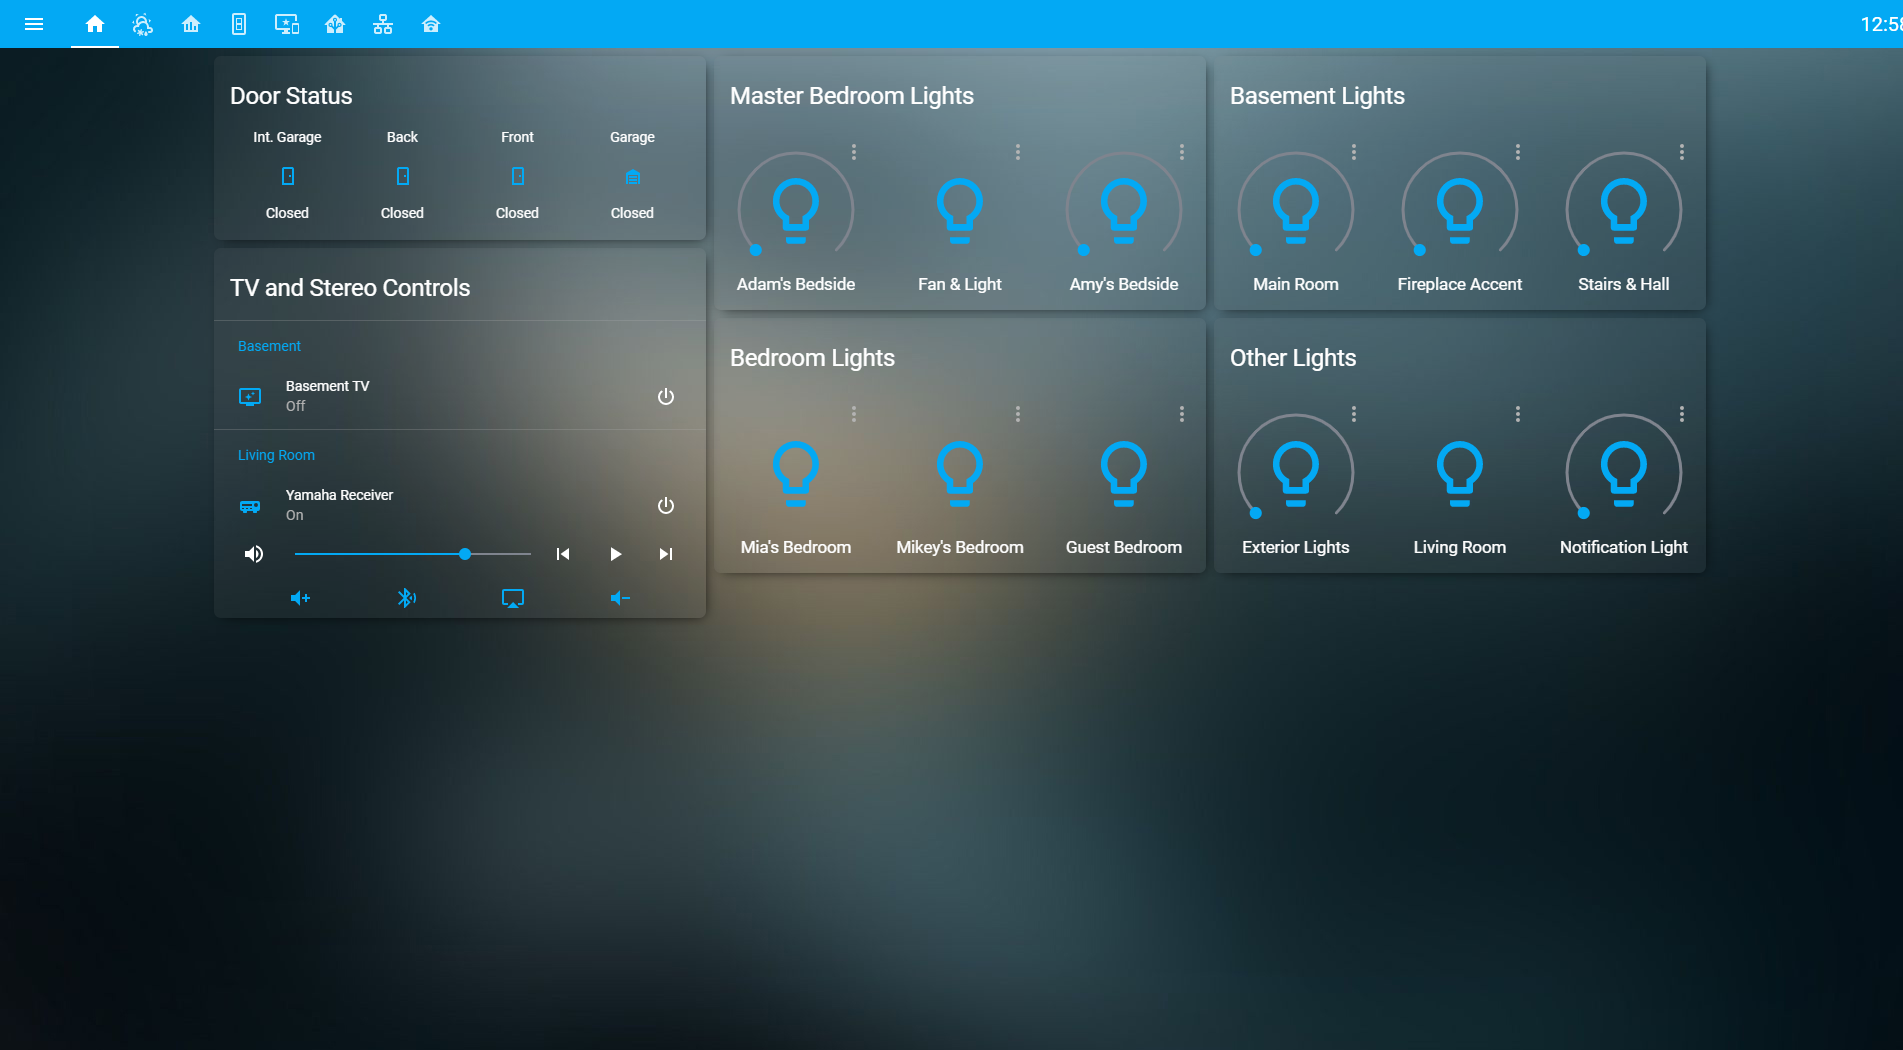 12:58
Door Status
Int. Garage Back Front Garage
Closed Closed Closed Closed
TV and Stereo Controls
Basement
Basement TV
Off
Living Room
Yamaha Receiver
On
Master Bedroom Lights
Adam's Bedside Fan & Light Amy's Bedside
Bedroom Lights
Mia's Bedroom Mikey's Bedroom Guest Bedroom
Basement Lights
Main Room Fireplace Accent Stairs & Hall
Other Lights
Exterior Lights Living Room Notification Light